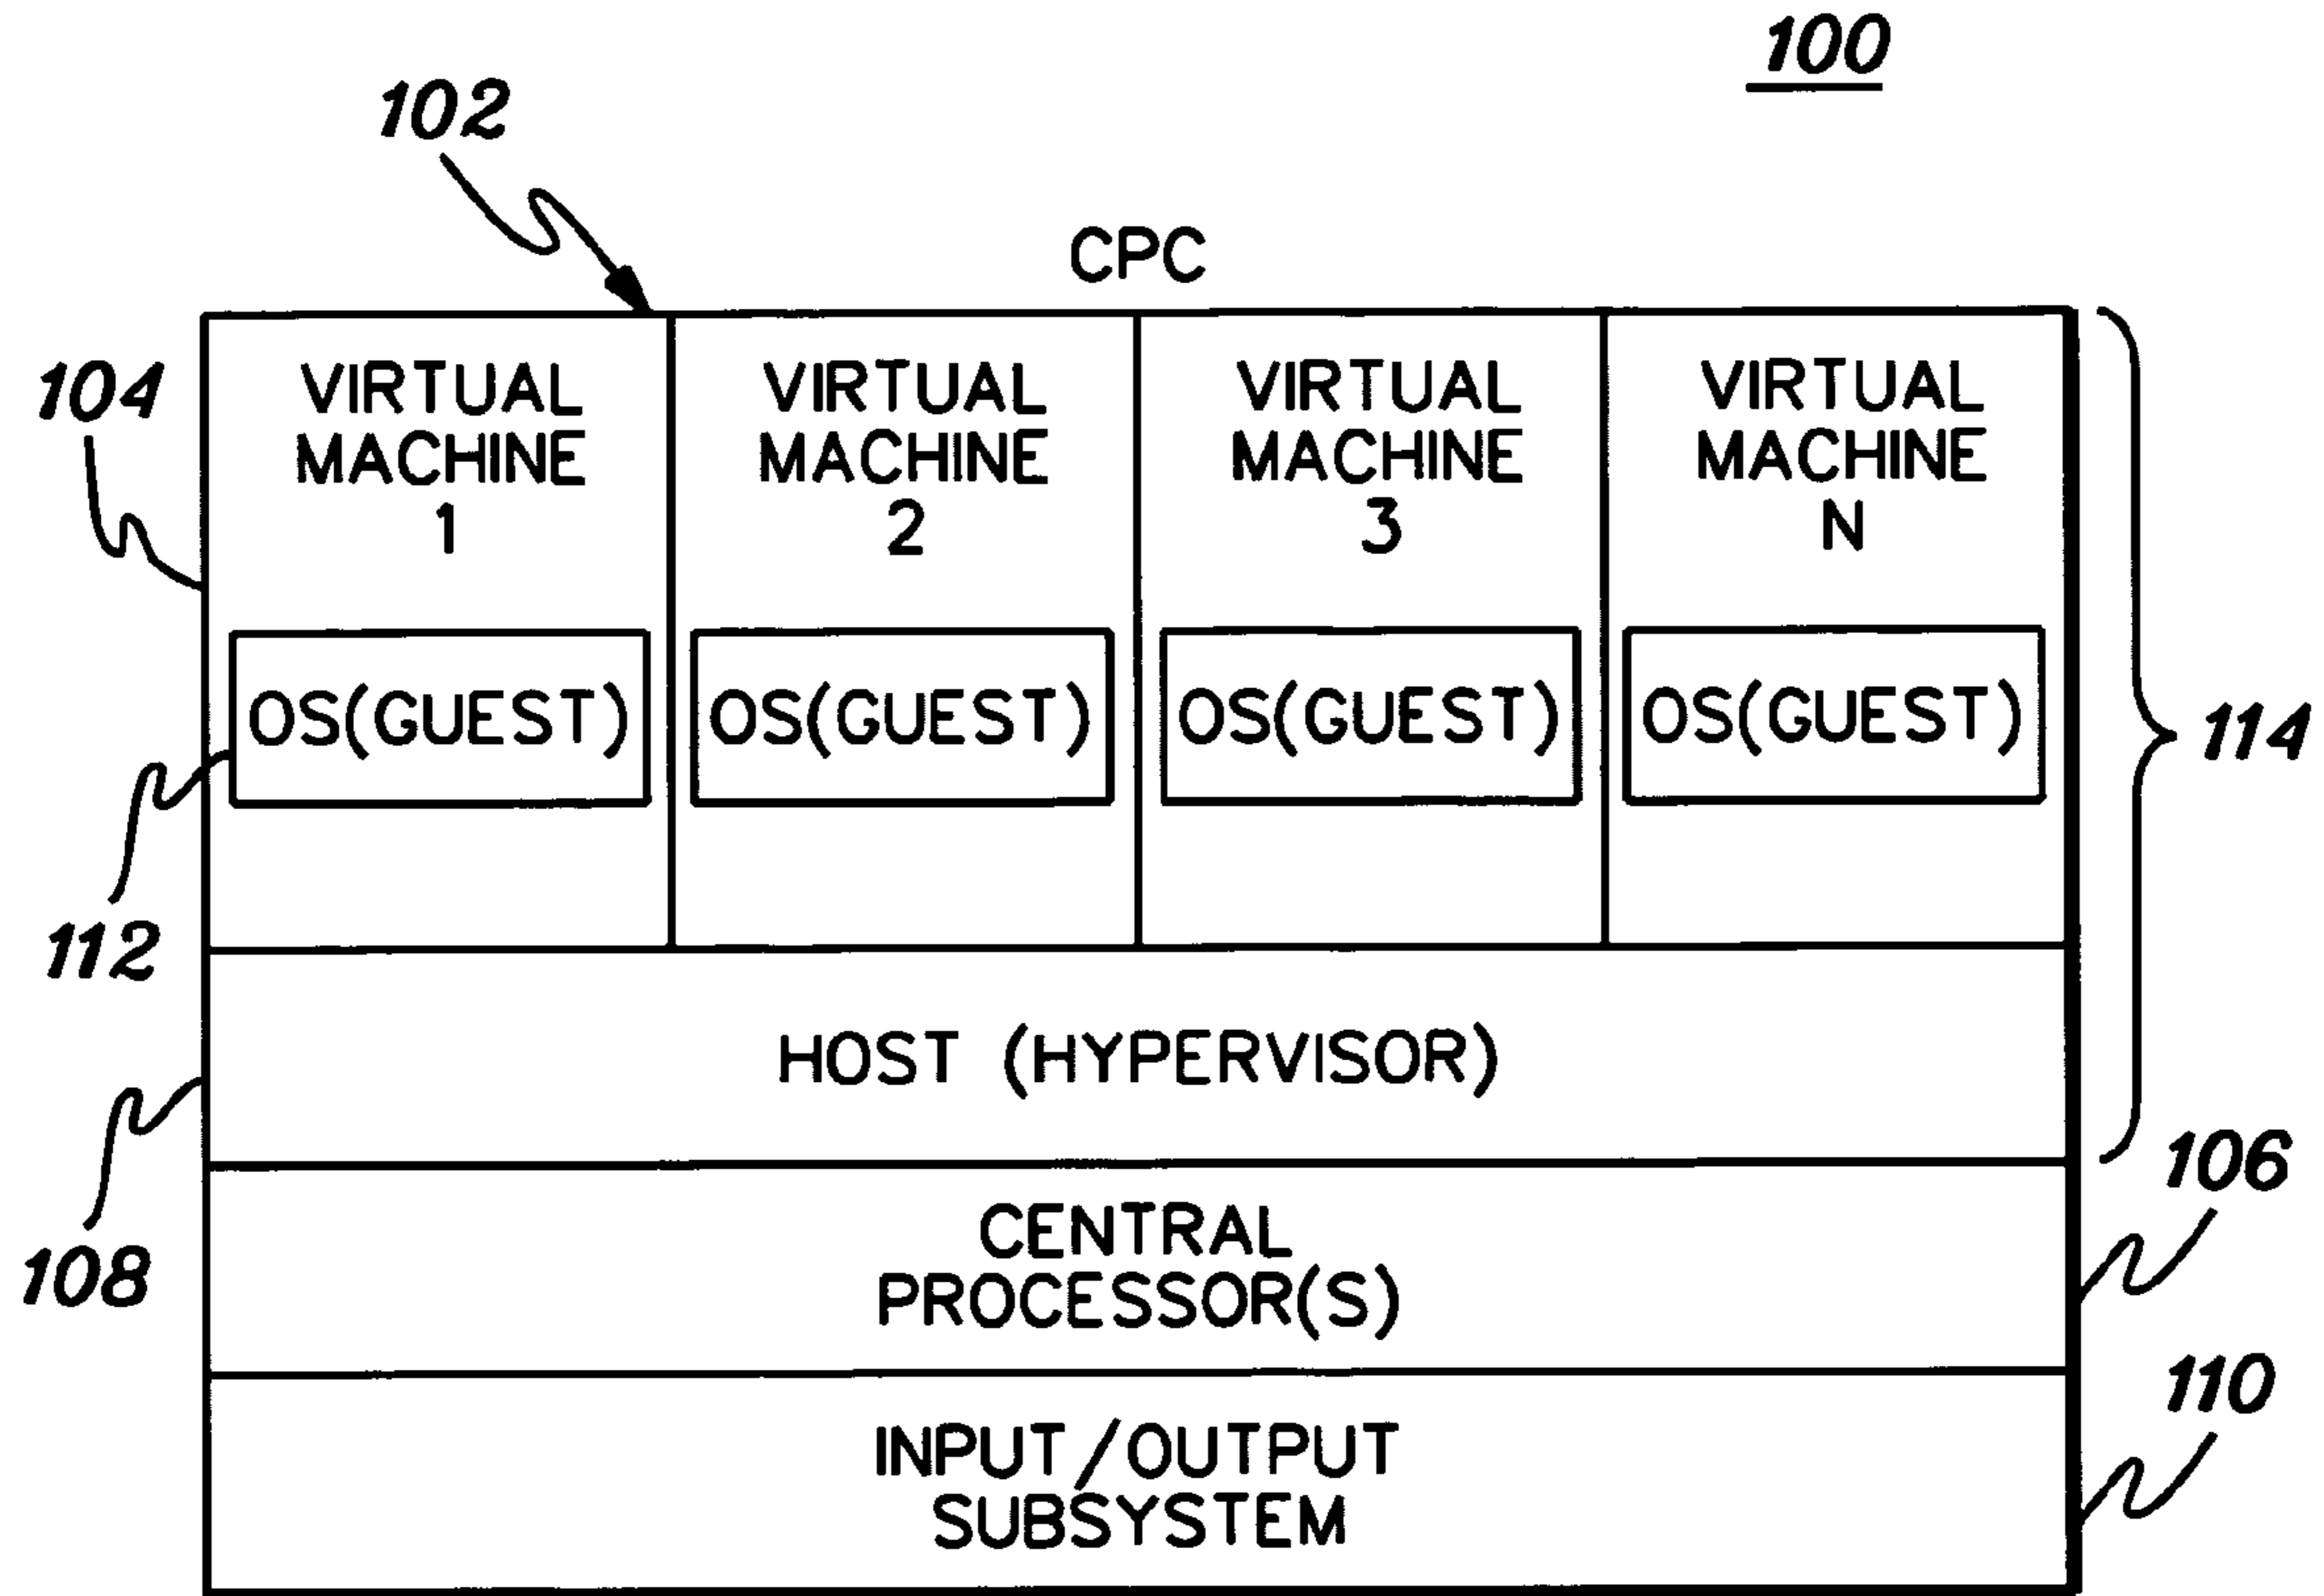 100
102
CPC
104
VIRTUAL
MACHINE
1
VIRTUAL
MACHINE
2
VIRTUAL
MACHINE
3
VIRTUAL
MACHINE
N
OS(GUEST)
OS(GUEST)
OS(GUEST)
OS(GUEST)
114
112
HOST (HYPERVISOR)
108
106
CENTRAL
PROCESSOR(S)
110
INPUT/OUTPUT
SUBSYSTEM